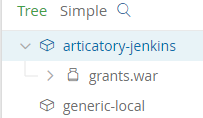 Tree Simple
articatory-jenkins
grants.war
generic-local